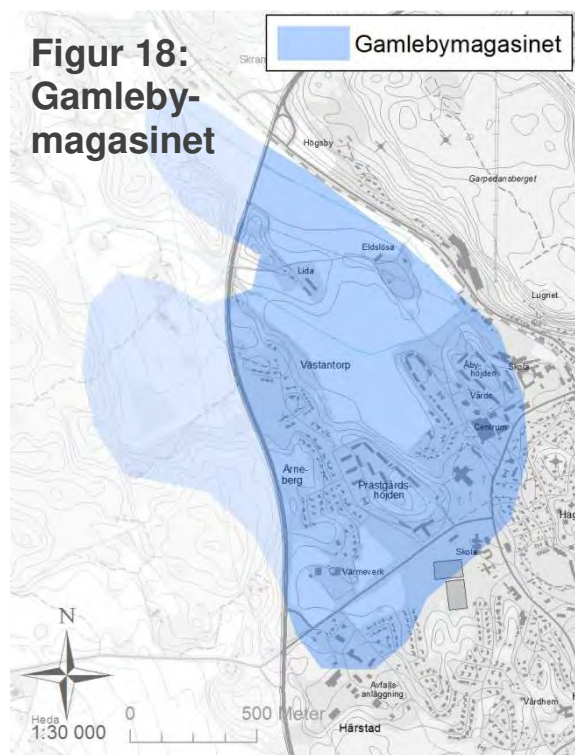 Figur 18:
Gamleby-
magasinet
Gamlebymagasinet
Högsby
Garpedansberget
Eldslösa
Lida
Lugnet
Västantorp
Skola
Åby-
höjden
Vårdc
Centrum
Arne-
berg
Prästgårds-
höjden
Hag
Skola
Värmeverk
N
Avfalls
anläggning
Vårdhem
Heda
1:30 000
0 500 Meter
Härstad